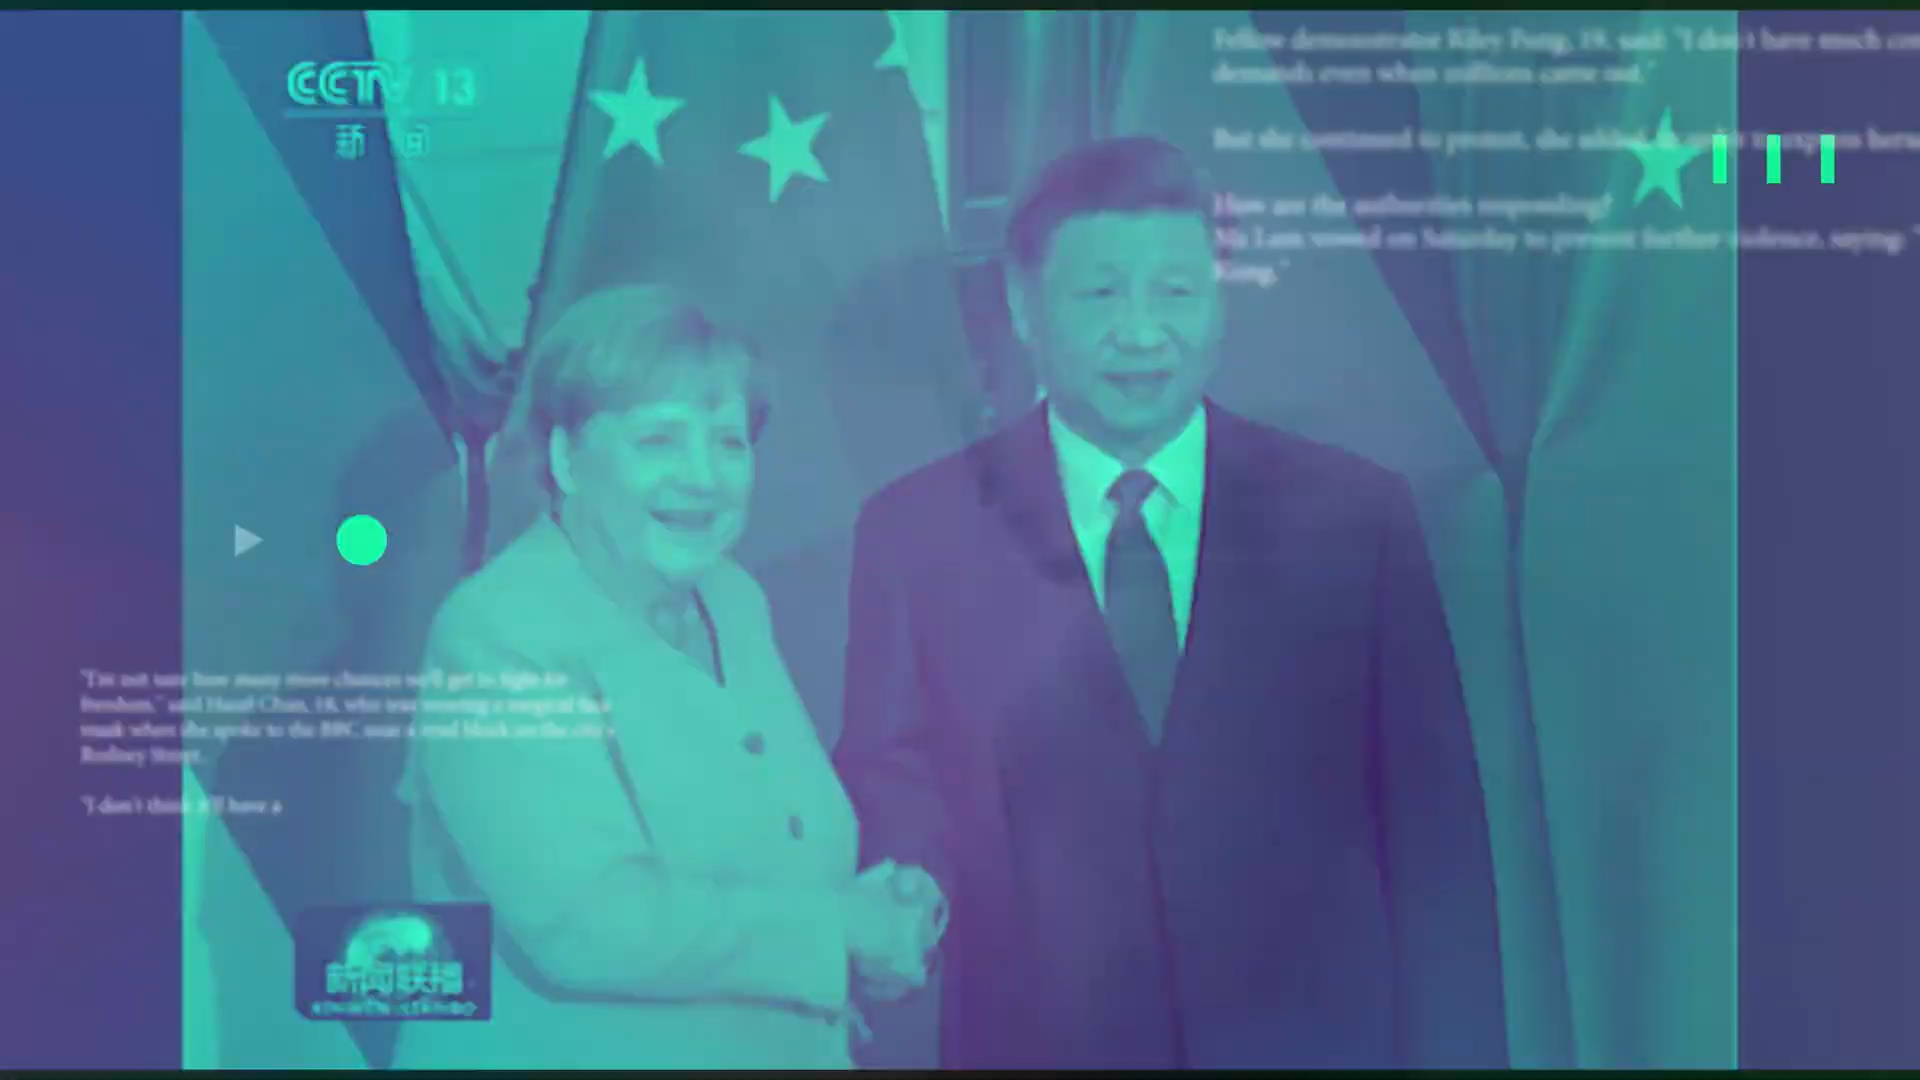 CCTV 13
新闻
Fellow demonstrator Kiley Fung, 19, said: "I don't have much
demands even when millions came out."
But she continued to protest, she added, in order to express
How are the authorities responding?
Ms Lam vowed on Saturday to prevent further violence, saying: "
Kong."
"I'm not sure how many more chances we'll get to fight for
freedom," said Hazel Chan, 18, who was wearing a surgical face
mask when she spoke to the BBC near a road block on the city's
Rodney Street.
"I don't think it'll have a
新闻联播
XINWEN LIANBO